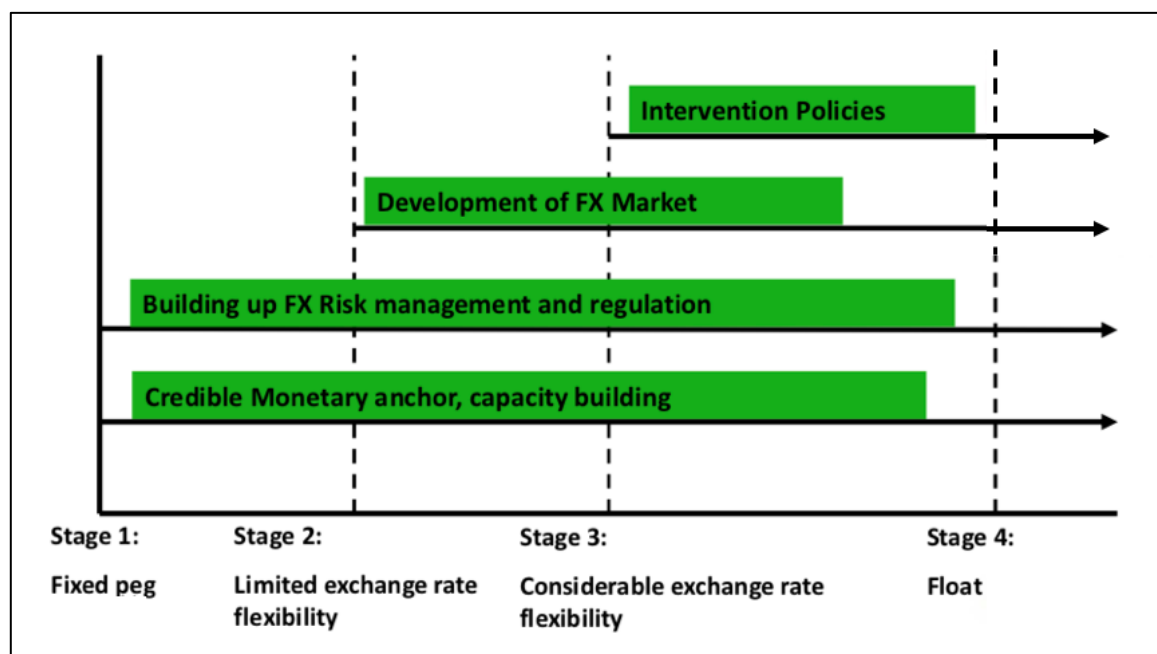 Intervention Policies
Development of FX Market
Building up FX Risk management and regulation
Credible Monetary anchor, capacity building
Stage 1:
Fixed peg
Stage 2:
Limited exchange rate
flexibility
Stage 3:
Considerable exchange rate
flexibility
Stage 4:
Float